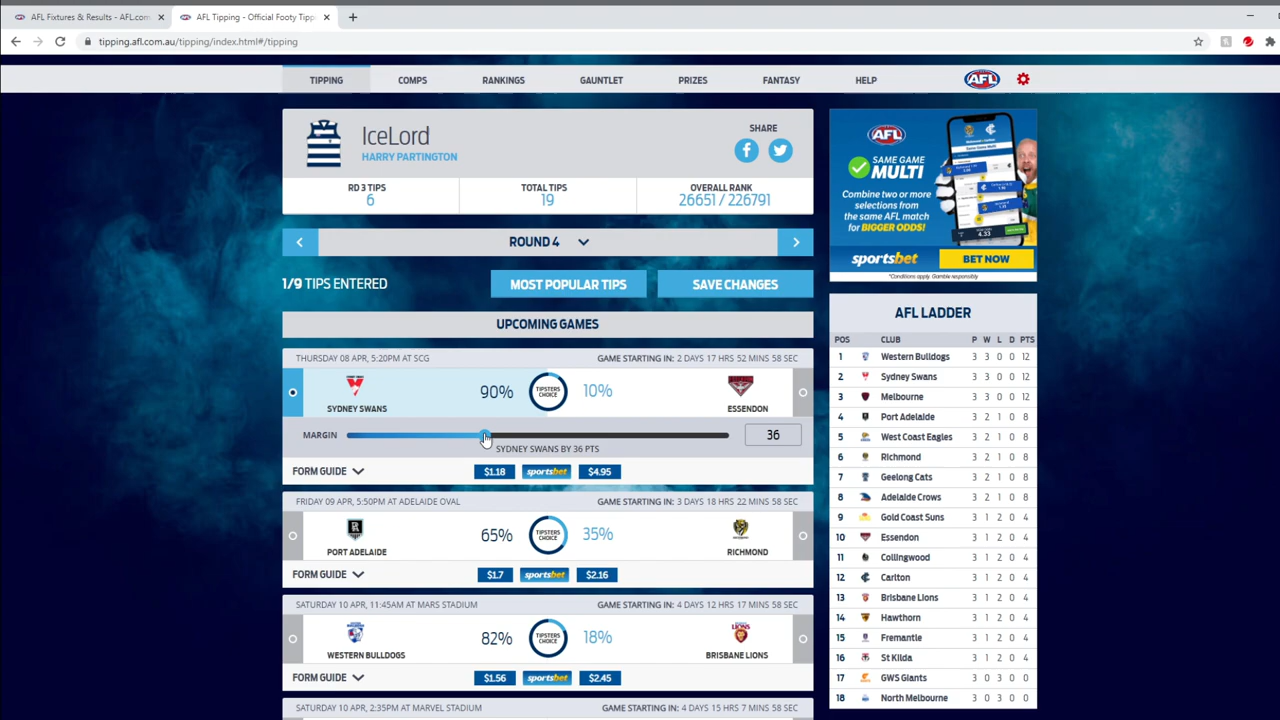 AFL Fixtures & Results - AFL.com
AFL Tipping - Official Footy Tipp
tipping.afl.com.au/tipping/index.html#/tipping
TIPPING COMPS RANKINGS GAUNTLET PRIZES FANTASY HELP AFL
IceLord
HARRY PARTINGTON
SHARE
RD 3 TIPS TOTAL TIPS OVERALL RANK
6 19 26651 / 226791
ROUND 4
1/9 TIPS ENTERED MOST POPULAR TIPS SAVE CHANGES
UPCOMING GAMES
THURSDAY 08 APR, 5:20PM AT SCG GAME STARTING IN: 2 DAYS 17 HRS 52 MINS 58 SEC
90% TIPSTERS CHOICE 10%
SYDNEY SWANS ESSENDON
MARGIN 36
SYDNEY SWANS BY 36 PTS
FORM GUIDE $1.18 sportsbet $4.95
FRIDAY 09 APR, 5:50PM AT ADELAIDE OVAL GAME STARTING IN: 3 DAYS 18 HRS 22 MINS 58 SEC
65% TIPSTERS CHOICE 35%
PORT ADELAIDE RICHMOND
FORM GUIDE $1.7 sportsbet $2.16
SATURDAY 10 APR, 11:45AM AT MARS STADIUM GAME STARTING IN: 4 DAYS 12 HRS 17 MINS 58 SEC
82% TIPSTERS CHOICE 18%
WESTERN BULLDOGS BRISBANE LIONS
FORM GUIDE $1.56 sportsbet $2.45
SATURDAY 10 APR, 2:35PM AT MARVEL STADIUM GAME STARTING IN: 4 DAYS 15 HRS 7 MINS 58 SEC
AFL
SAME GAME
MULTI
Combine two or more
selections from
the same AFL match
for BIGGER ODDS!
sportsbet BET NOW
*Conditions apply. Gamble responsibly
AFL LADDER
POS CLUB P W L D PTS
1 Western Bulldogs 3 3 0 0 12
2 Sydney Swans 3 3 0 0 12
3 Melbourne 3 3 0 0 12
4 Port Adelaide 3 2 1 0 8
5 West Coast Eagles 3 2 1 0 8
6 Richmond 3 2 1 0 8
7 Geelong Cats 3 2 1 0 8
8 Adelaide Crows 3 2 1 0 8
9 Gold Coast Suns 3 1 2 0 4
10 Essendon 3 1 2 0 4
11 Collingwood 3 1 2 0 4
12 Carlton 3 1 2 0 4
13 Brisbane Lions 3 1 2 0 4
14 Hawthorn 3 1 2 0 4
15 Fremantle 3 1 2 0 4
16 St Kilda 3 1 2 0 4
17 GWS Giants 3 0 3 0 0
18 North Melbourne 3 0 3 0 0